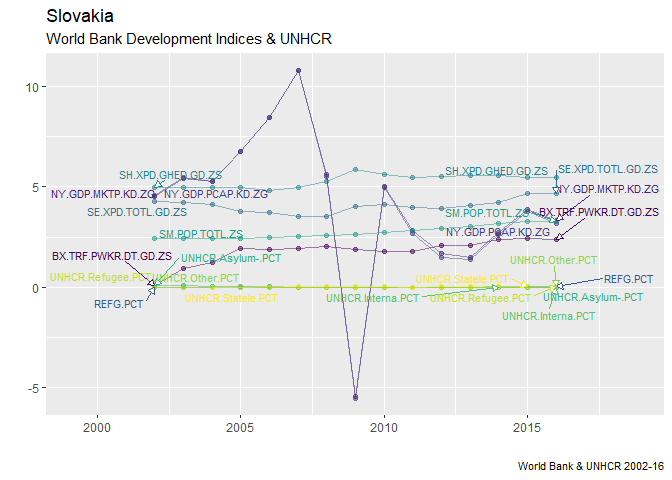 Slovakia
World Bank Development Indices & UNHCR
10
5
0
-5
SH.XPD.GHED.GD.ZS
NY.GDP.MKTP.KD.ZG
NY.GDP.PCAP.KD.ZG
SE.XPD.TOTL.GD.ZS
SM.POP.TOTL.ZS
BX.TRF.PWKR.DT.GD.ZS
UNHCR.Asylum-.PCT
UNHCR.Refugee.PCT
UNHCR.Other.PCT
UNHCR.Statele.PCT
REFG.PCT
SH.XPD.GHED.GD.ZS
SE.XPD.TOTL.GD.ZS
NY.GDP.MKTP.KD.ZG
SM.POP.TOTL.ZS
BX.TRF.PWKR.DT.GD.ZS
NY.GDP.PCAP.KD.ZG
UNHCR.Other.PCT
UNHCR.Statele.PCT
REFG.PCT
UNHCR.Interna.PCT
UNHCR.Refugee.PCT
UNHCR.Asylum-.PCT
UNHCR.Interna.PCT
2000
2005
2010
2015
World Bank & UNHCR 2002-16